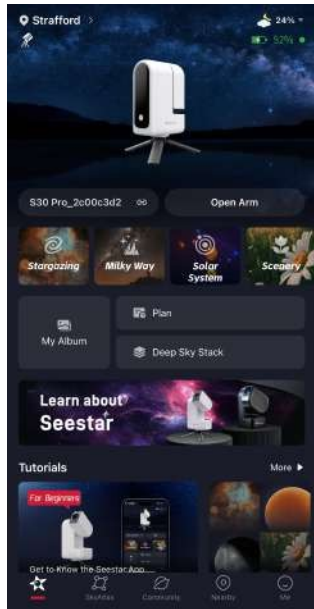 Strafford >
24%
52%
S30 Pro_2c00c3d2
Open Arm
Stargazing
Milky Way
Solar
System
Scenery
My Album
Plan
Deep Sky Stack
Learn about
Seestar
Tutorials
More
For Beginners
Get to Know the Seestar App...
SkyAtlas
Community
Nearby
Me